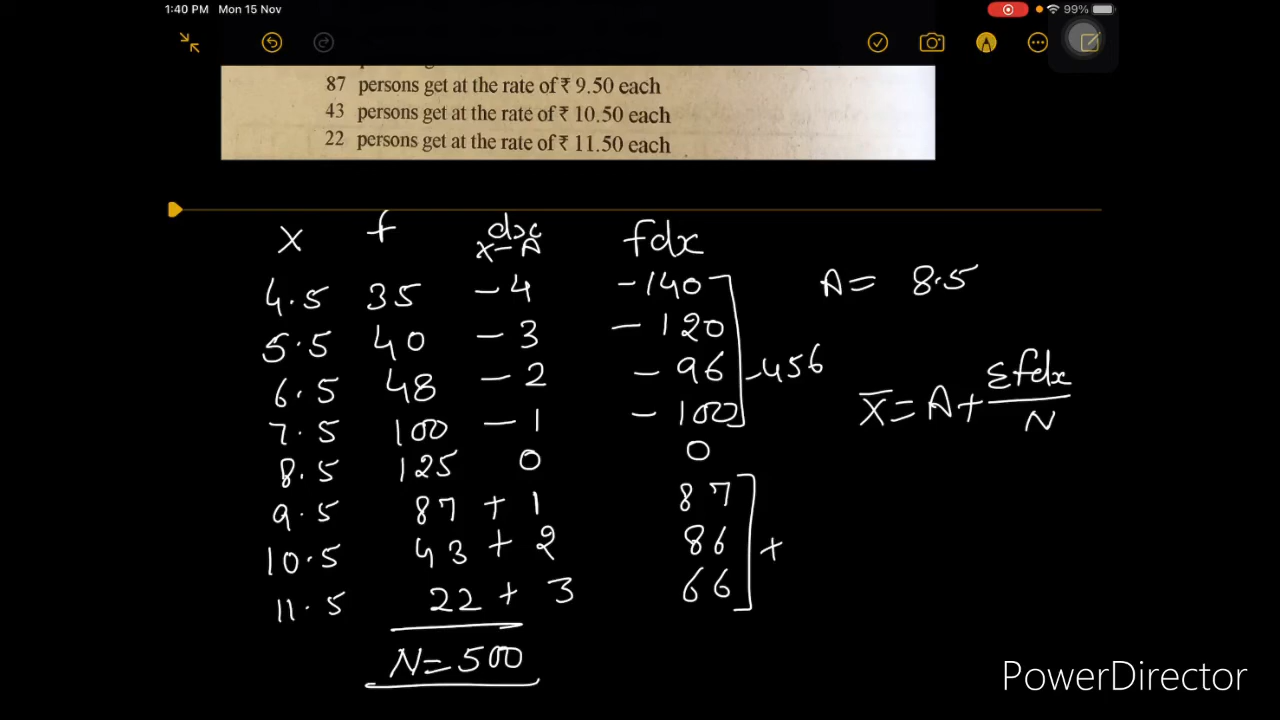 1:40 PM Mon 15 Nov
99%
87 persons get at the rate of ₹ 9.50 each
43 persons get at the rate of ₹ 10.50 each
22 persons get at the rate of ₹ 11.50 each
X f dx fdx
X-A
A = 8.5
4.5 35 -4 -140
5.5 40 -3 -120
6.5 48 -2 -96 -456
X̄ = A + Σfdx/N
7.5 100 -1 -100
8.5 125 0 0
9.5 87 +1 87
10.5 43 +2 86 +
11.5 22 +3 66
N=500
PowerDirector